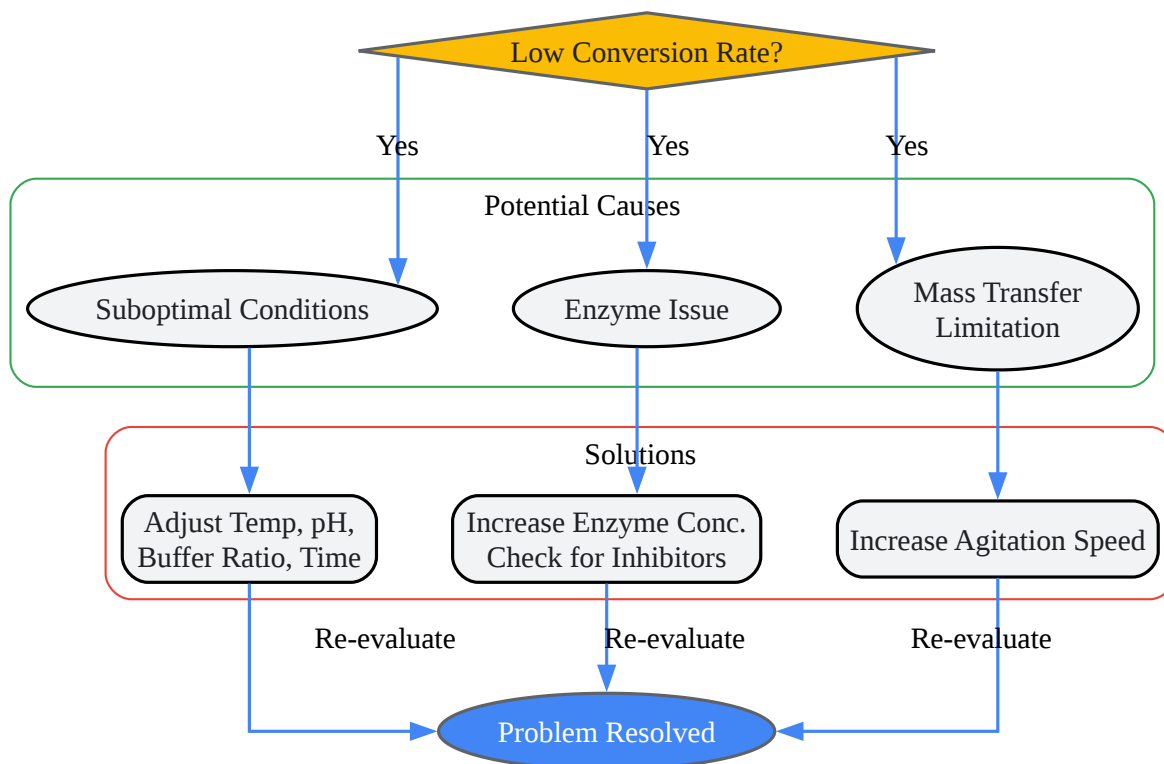 Low Conversion Rate?
Yes
Yes
Yes
Potential Causes
Suboptimal Conditions
Enzyme Issue
Mass Transfer
Limitation
Solutions
Adjust Temp, pH,
Buffer Ratio, Time
Increase Enzyme Conc.
Check for Inhibitors
Increase Agitation Speed
Re-evaluate
Re-evaluate
Re-evaluate
Problem Resolved